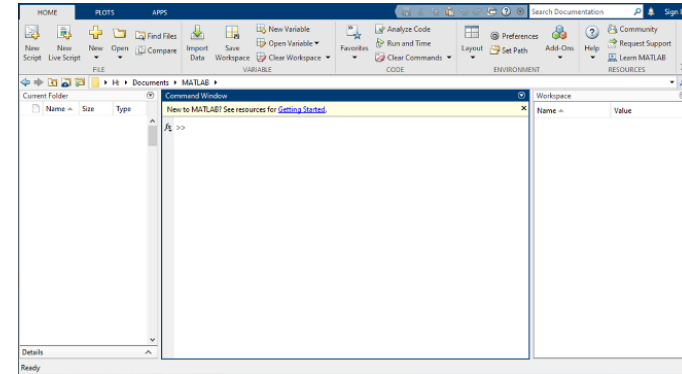 HOME PLOTS APPS
Search Documentation Sign
New Script
New Live Script
New
Open
Find Files
Compare
Import Data
Save Workspace
New Variable
Open Variable
Clear Workspace
Favorites
Analyze Code
Run and Time
Clear Commands
Layout
Preferences
Set Path
Add-Ons
Help
Community
Request Support
Learn MATLAB
FILE VARIABLE CODE ENVIRONMENT RESOURCES
H: Documents MATLAB
Current Folder
Name Size Type
Command Window
New to MATLAB? See resources for Getting Started.
fx >>
Workspace
Name Value
Details
Ready